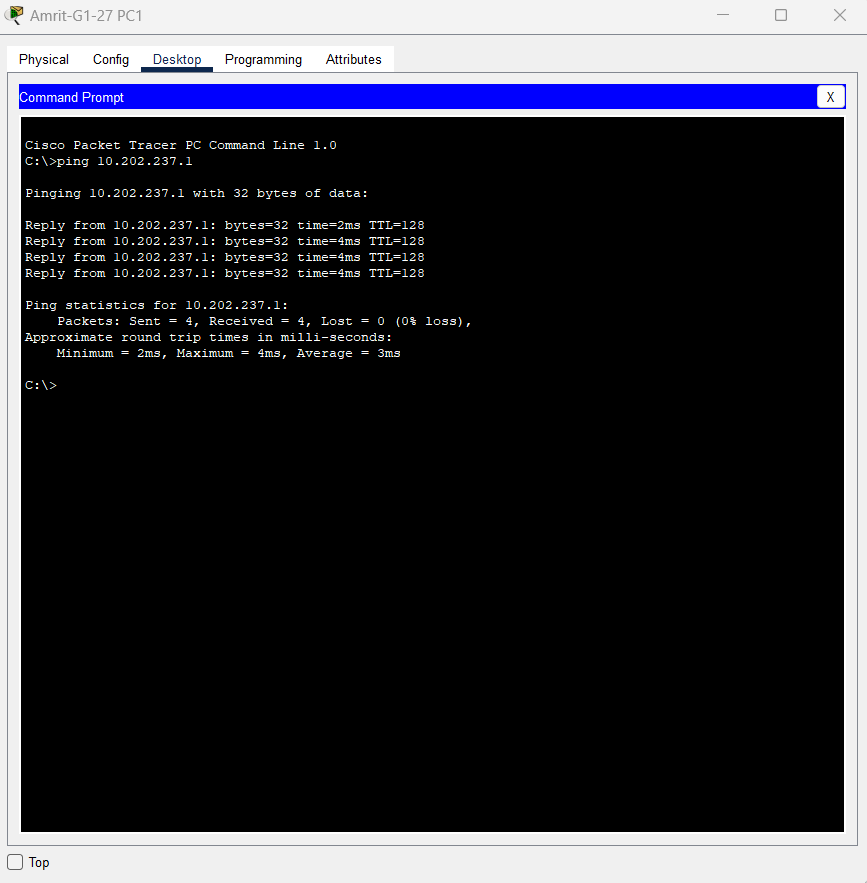 Amrit-G1-27 PC1
Physical Config Desktop Programming Attributes
Command Prompt X
Cisco Packet Tracer PC Command Line 1.0
C:\>ping 10.202.237.1
Pinging 10.202.237.1 with 32 bytes of data:
Reply from 10.202.237.1: bytes=32 time=2ms TTL=128
Reply from 10.202.237.1: bytes=32 time=4ms TTL=128
Reply from 10.202.237.1: bytes=32 time=4ms TTL=128
Reply from 10.202.237.1: bytes=32 time=4ms TTL=128
Ping statistics for 10.202.237.1:
    Packets: Sent = 4, Received = 4, Lost = 0 (0% loss),
Approximate round trip times in milli-seconds:
    Minimum = 2ms, Maximum = 4ms, Average = 3ms
C:\>
Top